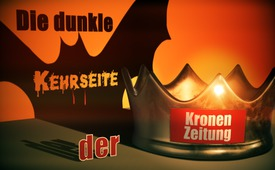 Die dunkle
KEHRSEITE
der
Kronen
Zeitung